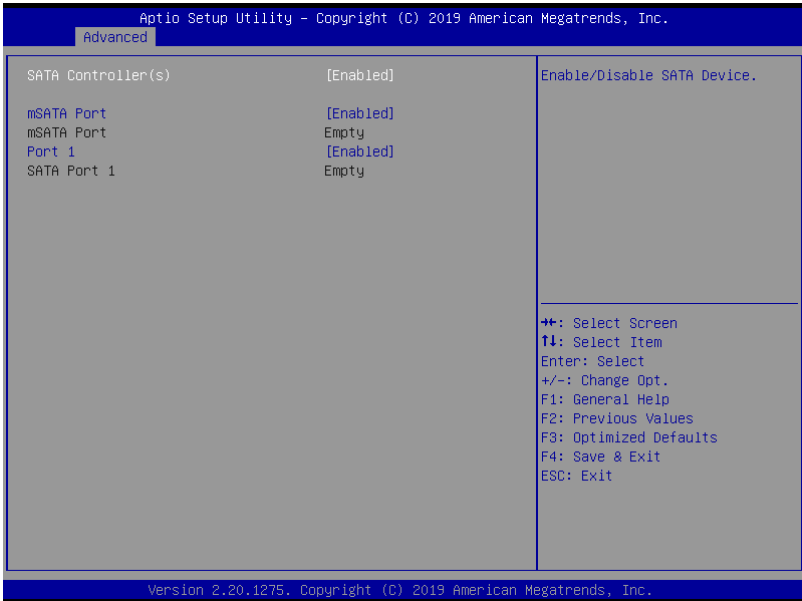 Aptio Setup Utility – Copyright (C) 2019 American Megatrends, Inc.
Advanced
SATA Controller(s) [Enabled]
mSATA Port [Enabled]
mSATA Port Empty
Port 1 [Enabled]
SATA Port 1 Empty
Enable/Disable SATA Device.
→←: Select Screen
↑↓: Select Item
Enter: Select
+/-: Change Opt.
F1: General Help
F2: Previous Values
F3: Optimized Defaults
F4: Save & Exit
ESC: Exit
Version 2.20.1275. Copyright (C) 2019 American Megatrends, Inc.